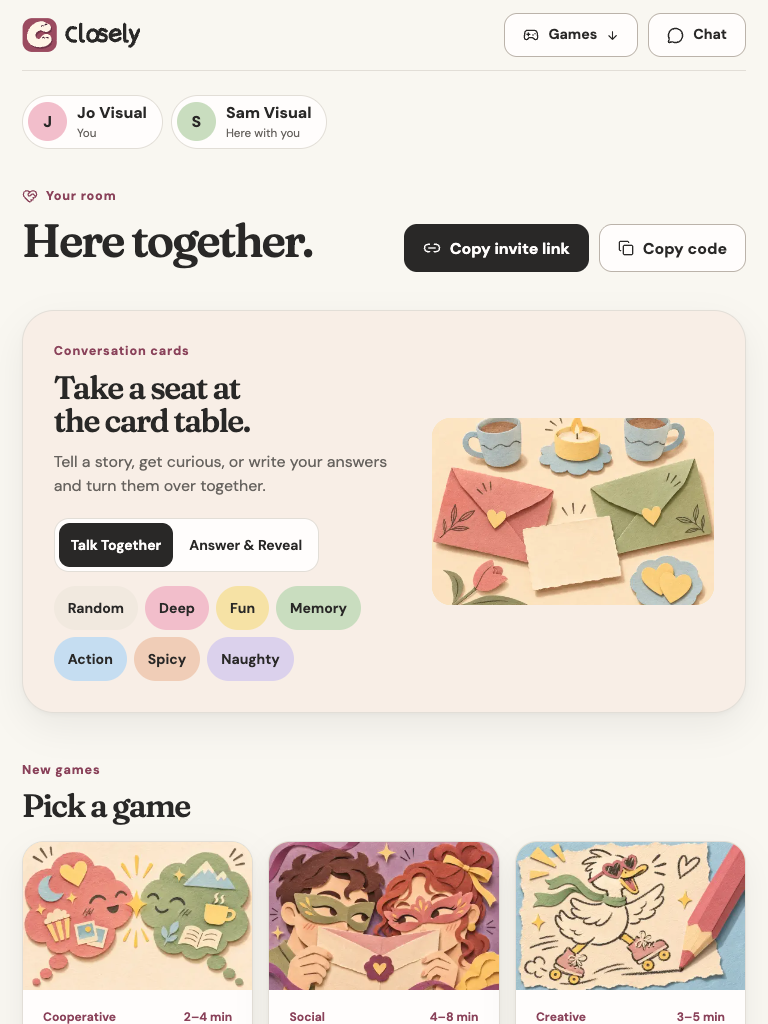 Closely
Games
Chat
J
Jo Visual
You
S
Sam Visual
Here with you
Your room
Here together.
Copy invite link
Copy code
Conversation cards
Take a seat at
the card table.
Tell a story, get curious, or write your answers
and turn them over together.
Talk Together
Answer & Reveal
Random
Deep
Fun
Memory
Action
Spicy
Naughty
New games
Pick a game
Cooperative
2–4 min
Social
4–8 min
Creative
3–5 min